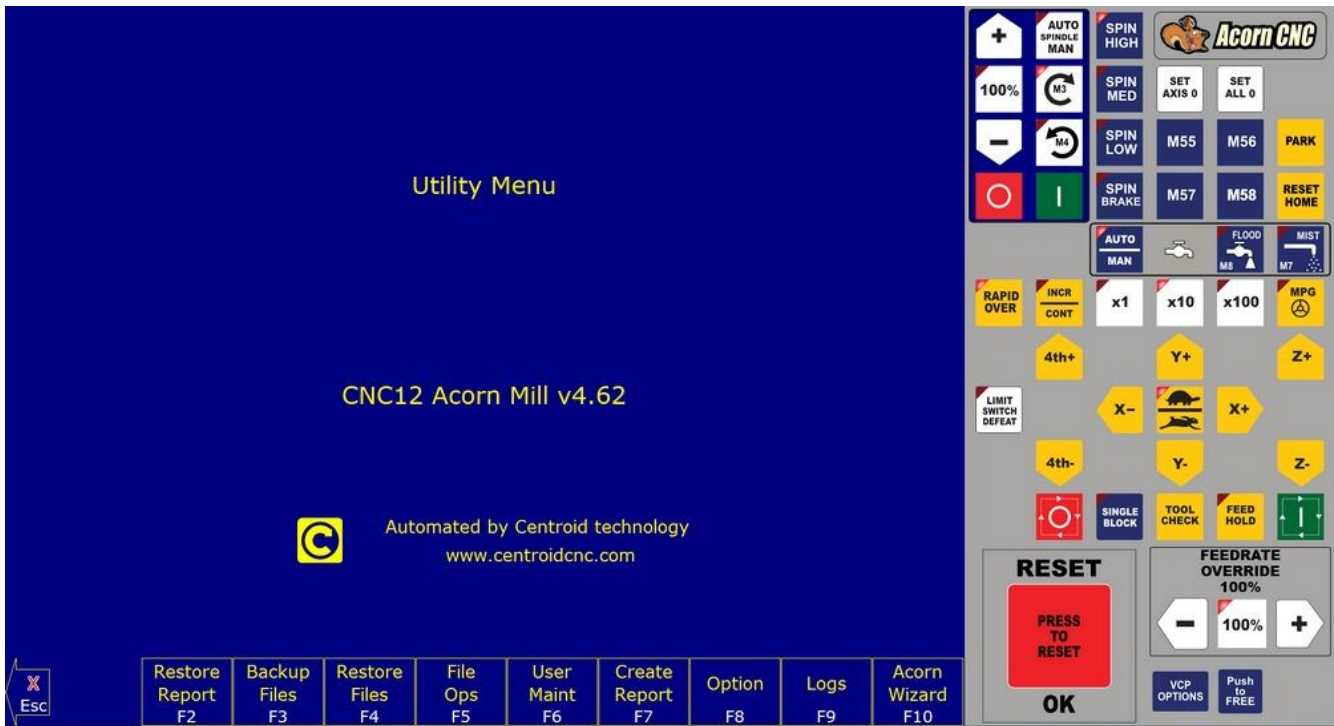 Utility Menu
CNC12 Acorn Mill v4.62
C
Automated by Centroid technology
www.centroidcnc.com
X
Esc
Restore
Report
F2
Backup
Files
F3
Restore
Files
F4
File
Ops
F5
User
Maint
F6
Create
Report
F7
Option
F8
Logs
F9
Acorn
Wizard
F10
+
AUTO
SPINDLE
MAN
SPIN
HIGH
Acorn CNC
100%
M3
SPIN
MED
SET
AXIS 0
SET
ALL 0
-
M4
SPIN
LOW
M55
M56
PARK
SPIN
BRAKE
M57
M58
RESET
HOME
AUTO
MAN
FLOOD
M8
MIST
M7
RAPID
OVER
INCR
CONT
x1
x10
x100
MPG
4th+
Y+
Z+
LIMIT
SWITCH
DEFEAT
X-
X+
4th-
Y-
Z-
SINGLE
BLOCK
TOOL
CHECK
FEED
HOLD
RESET
PRESS
TO
RESET
OK
FEEDRATE
OVERRIDE
100%
-
100%
+
VCP
OPTIONS
Push
to
FREE